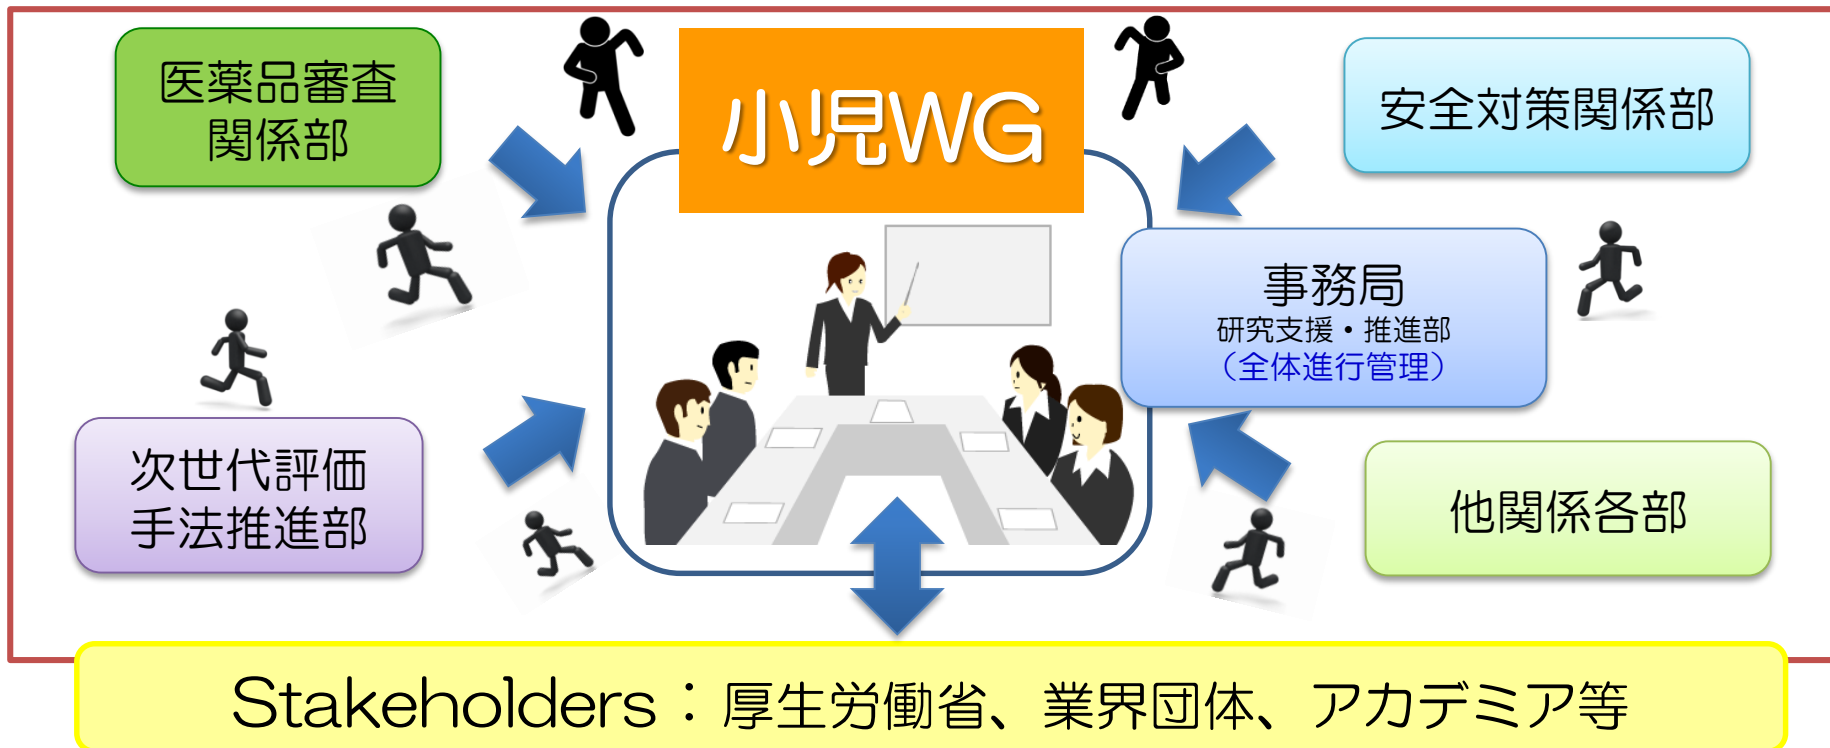 医薬品審査
関係部
小児WG
安全対策関係部
事務局
研究支援・推進部
（全体進行管理）
次世代評価
手法推進部
他関係各部
Stakeholders：厚生労働省、業界団体、アカデミア等